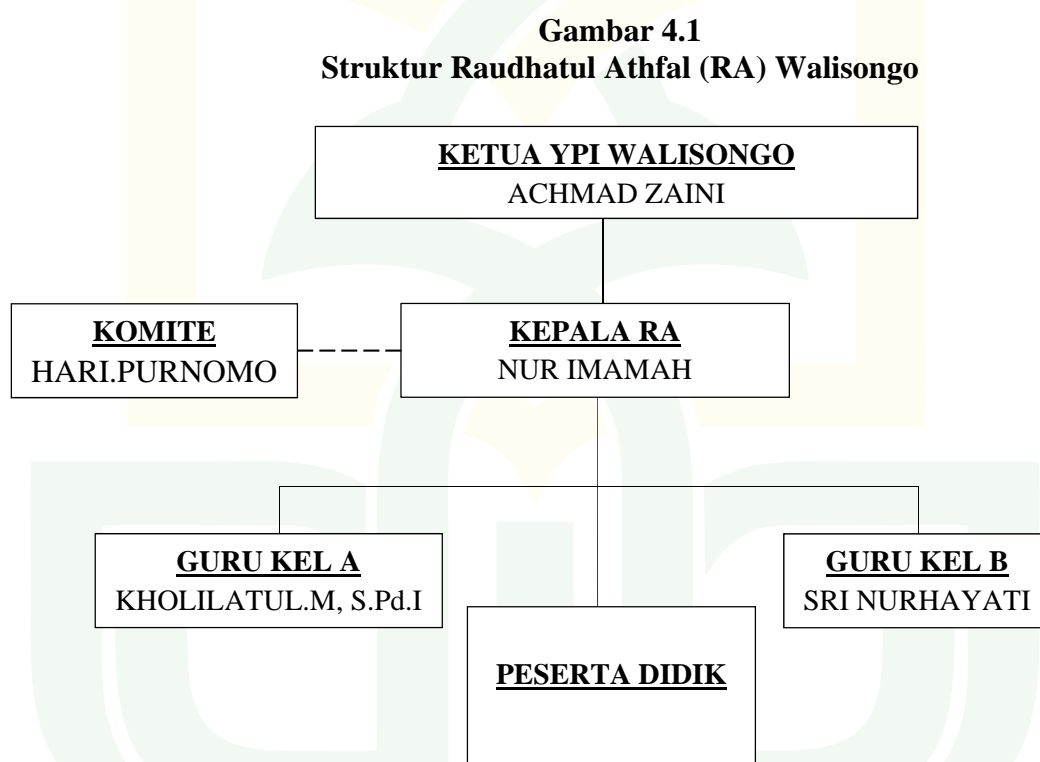 Gambar 4.1
Struktur Raudhatul Athfal (RA) Walisongo
KETUA YPI WALISONGO
ACHMAD ZAINI
KOMITE
HARI.PURNOMO
KEPALA RA
NUR IMAMAH
GURU KEL A
KHOLILATUL.M, S.Pd.I
GURU KEL B
SRI NURHAYATI
PESERTA DIDIK